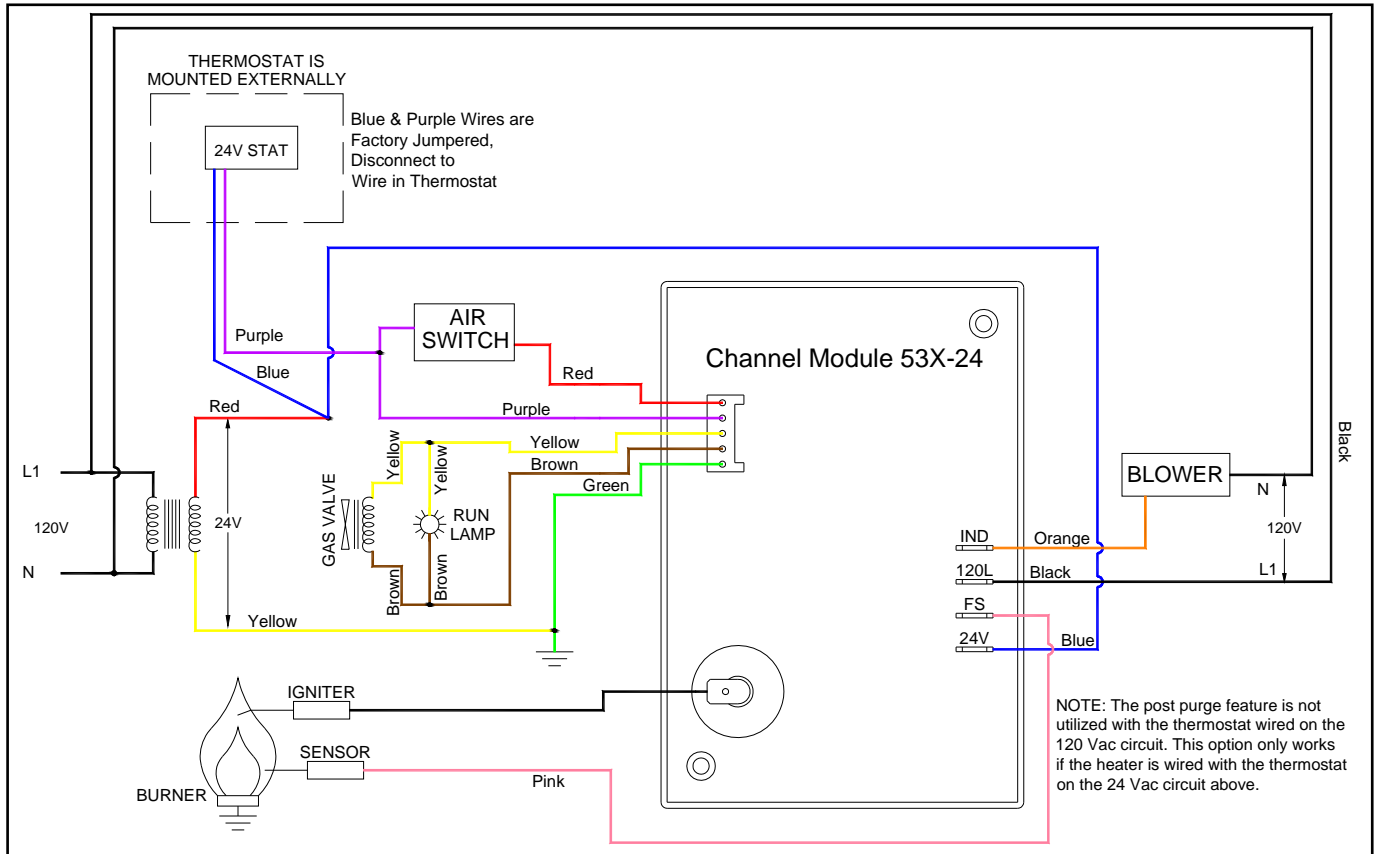 THERMOSTAT IS
MOUNTED EXTERNALLY
24V STAT
Blue & Purple Wires are
Factory Jumpered,
Disconnect to
Wire in Thermostat
Purple
Blue
Red
AIR
SWITCH
Red
Purple
Channel Module 53X-24
Yellow
Yellow
Yellow
Brown
Green
L1
120V
N
24V
GAS VALVE
RUN
LAMP
Brown
Brown
Yellow
BLOWER
N
Black
120V
L1
IND
Orange
120L
Black
FS
24V
Blue
IGNITER
SENSOR
BURNER
Pink
NOTE: The post purge feature is not
utilized with the thermostat wired on the
120 Vac circuit. This option only works
if the heater is wired with the thermostat
on the 24 Vac circuit above.